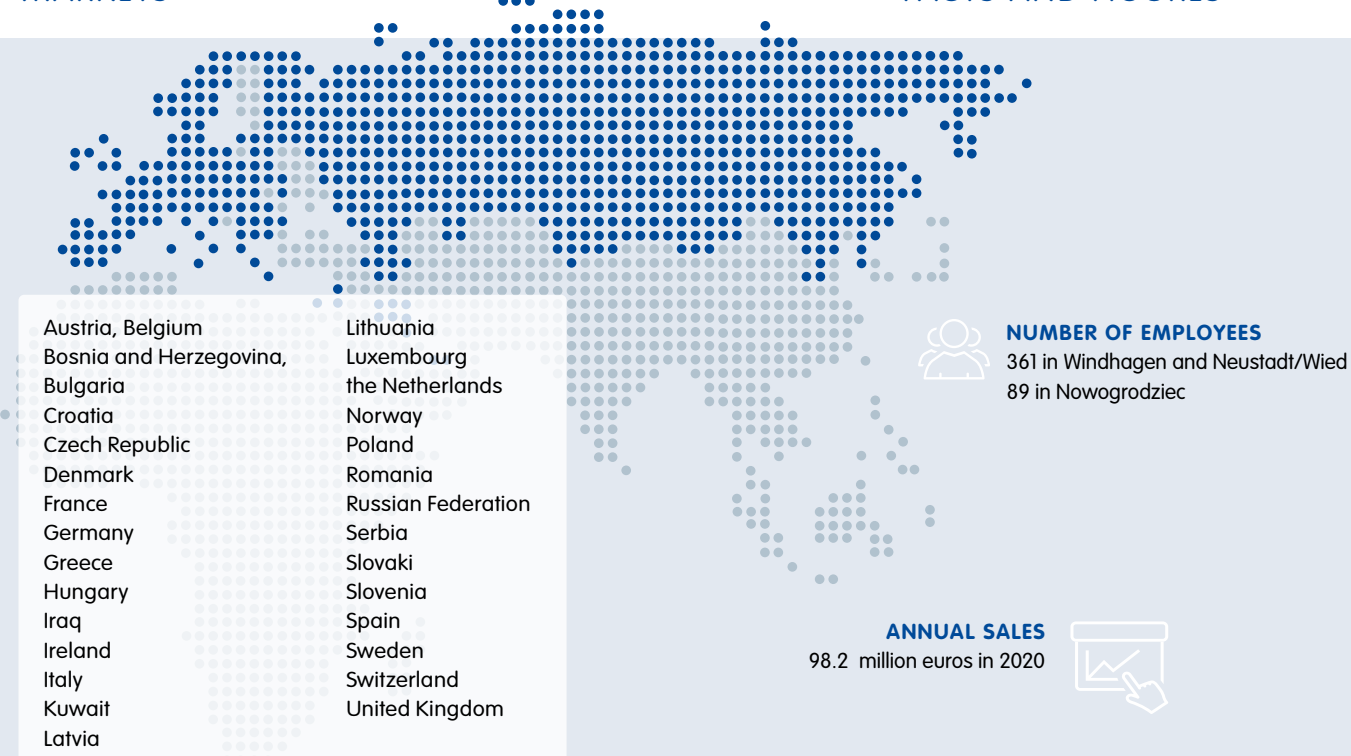 Austria, Belgium
Bosnia and Herzegovina,
Bulgaria
Croatia
Czech Republic
Denmark
France
Germany
Greece
Hungary
Iraq
Ireland
Italy
Kuwait
Latvia
Lithuania
Luxembourg
the Netherlands
Norway
Poland
Romania
Russian Federation
Serbia
Slovaki
Slovenia
Spain
Sweden
Switzerland
United Kingdom
NUMBER OF EMPLOYEES
361 in Windhagen and Neustadt/Wied
89 in Nowogrodziec
ANNUAL SALES
98.2 million euros in 2020